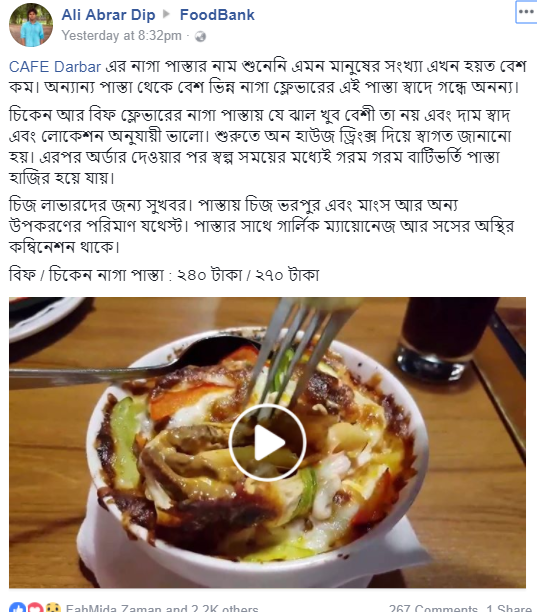 Ali Abrar Dip ▶ FoodBank
Yesterday at 8:32pm ·
CAFE Darbar এর নাগা পাস্তার নাম শুনেনি এমন মানুষের সংখ্যা এখন হয়ত বেশ
কম। অন্যান্য পাস্তা থেকে বেশ ভিন্ন নাগা ফ্লেভারের এই পাস্তা স্বাদে গন্ধে অনন্য।
চিকেন আর বিফ ফ্লেভারের নাগা পাস্তায় যে ঝাল খুব বেশী তা নয় এবং দাম স্বাদ
এবং লোকেশন অনুযায়ী ভালো। শুরুতে অন হাউজ ড্রিংক্স দিয়ে স্বাগত জানানো
হয়। এরপর অর্ডার দেওয়ার পর স্বল্প সময়ের মধ্যেই গরম গরম বাটিভর্তি পাস্তা
হাজির হয়ে যায়।
চিজ লাভারদের জন্য সুখবর। পাস্তায় চিজ ভরপুর এবং মাংস আর অন্য
উপকরণের পরিমাণ যথেস্ট। পাস্তার সাথে গার্লিক ম্যায়োনেজ আর সসের অস্থির
কম্বিনেশন থাকে।
বিফ / চিকেন নাগা পাস্তা : ২৪০ টাকা / ২৭০ টাকা
FahMida Zaman and 2.2K others
267 Comments 1 Share